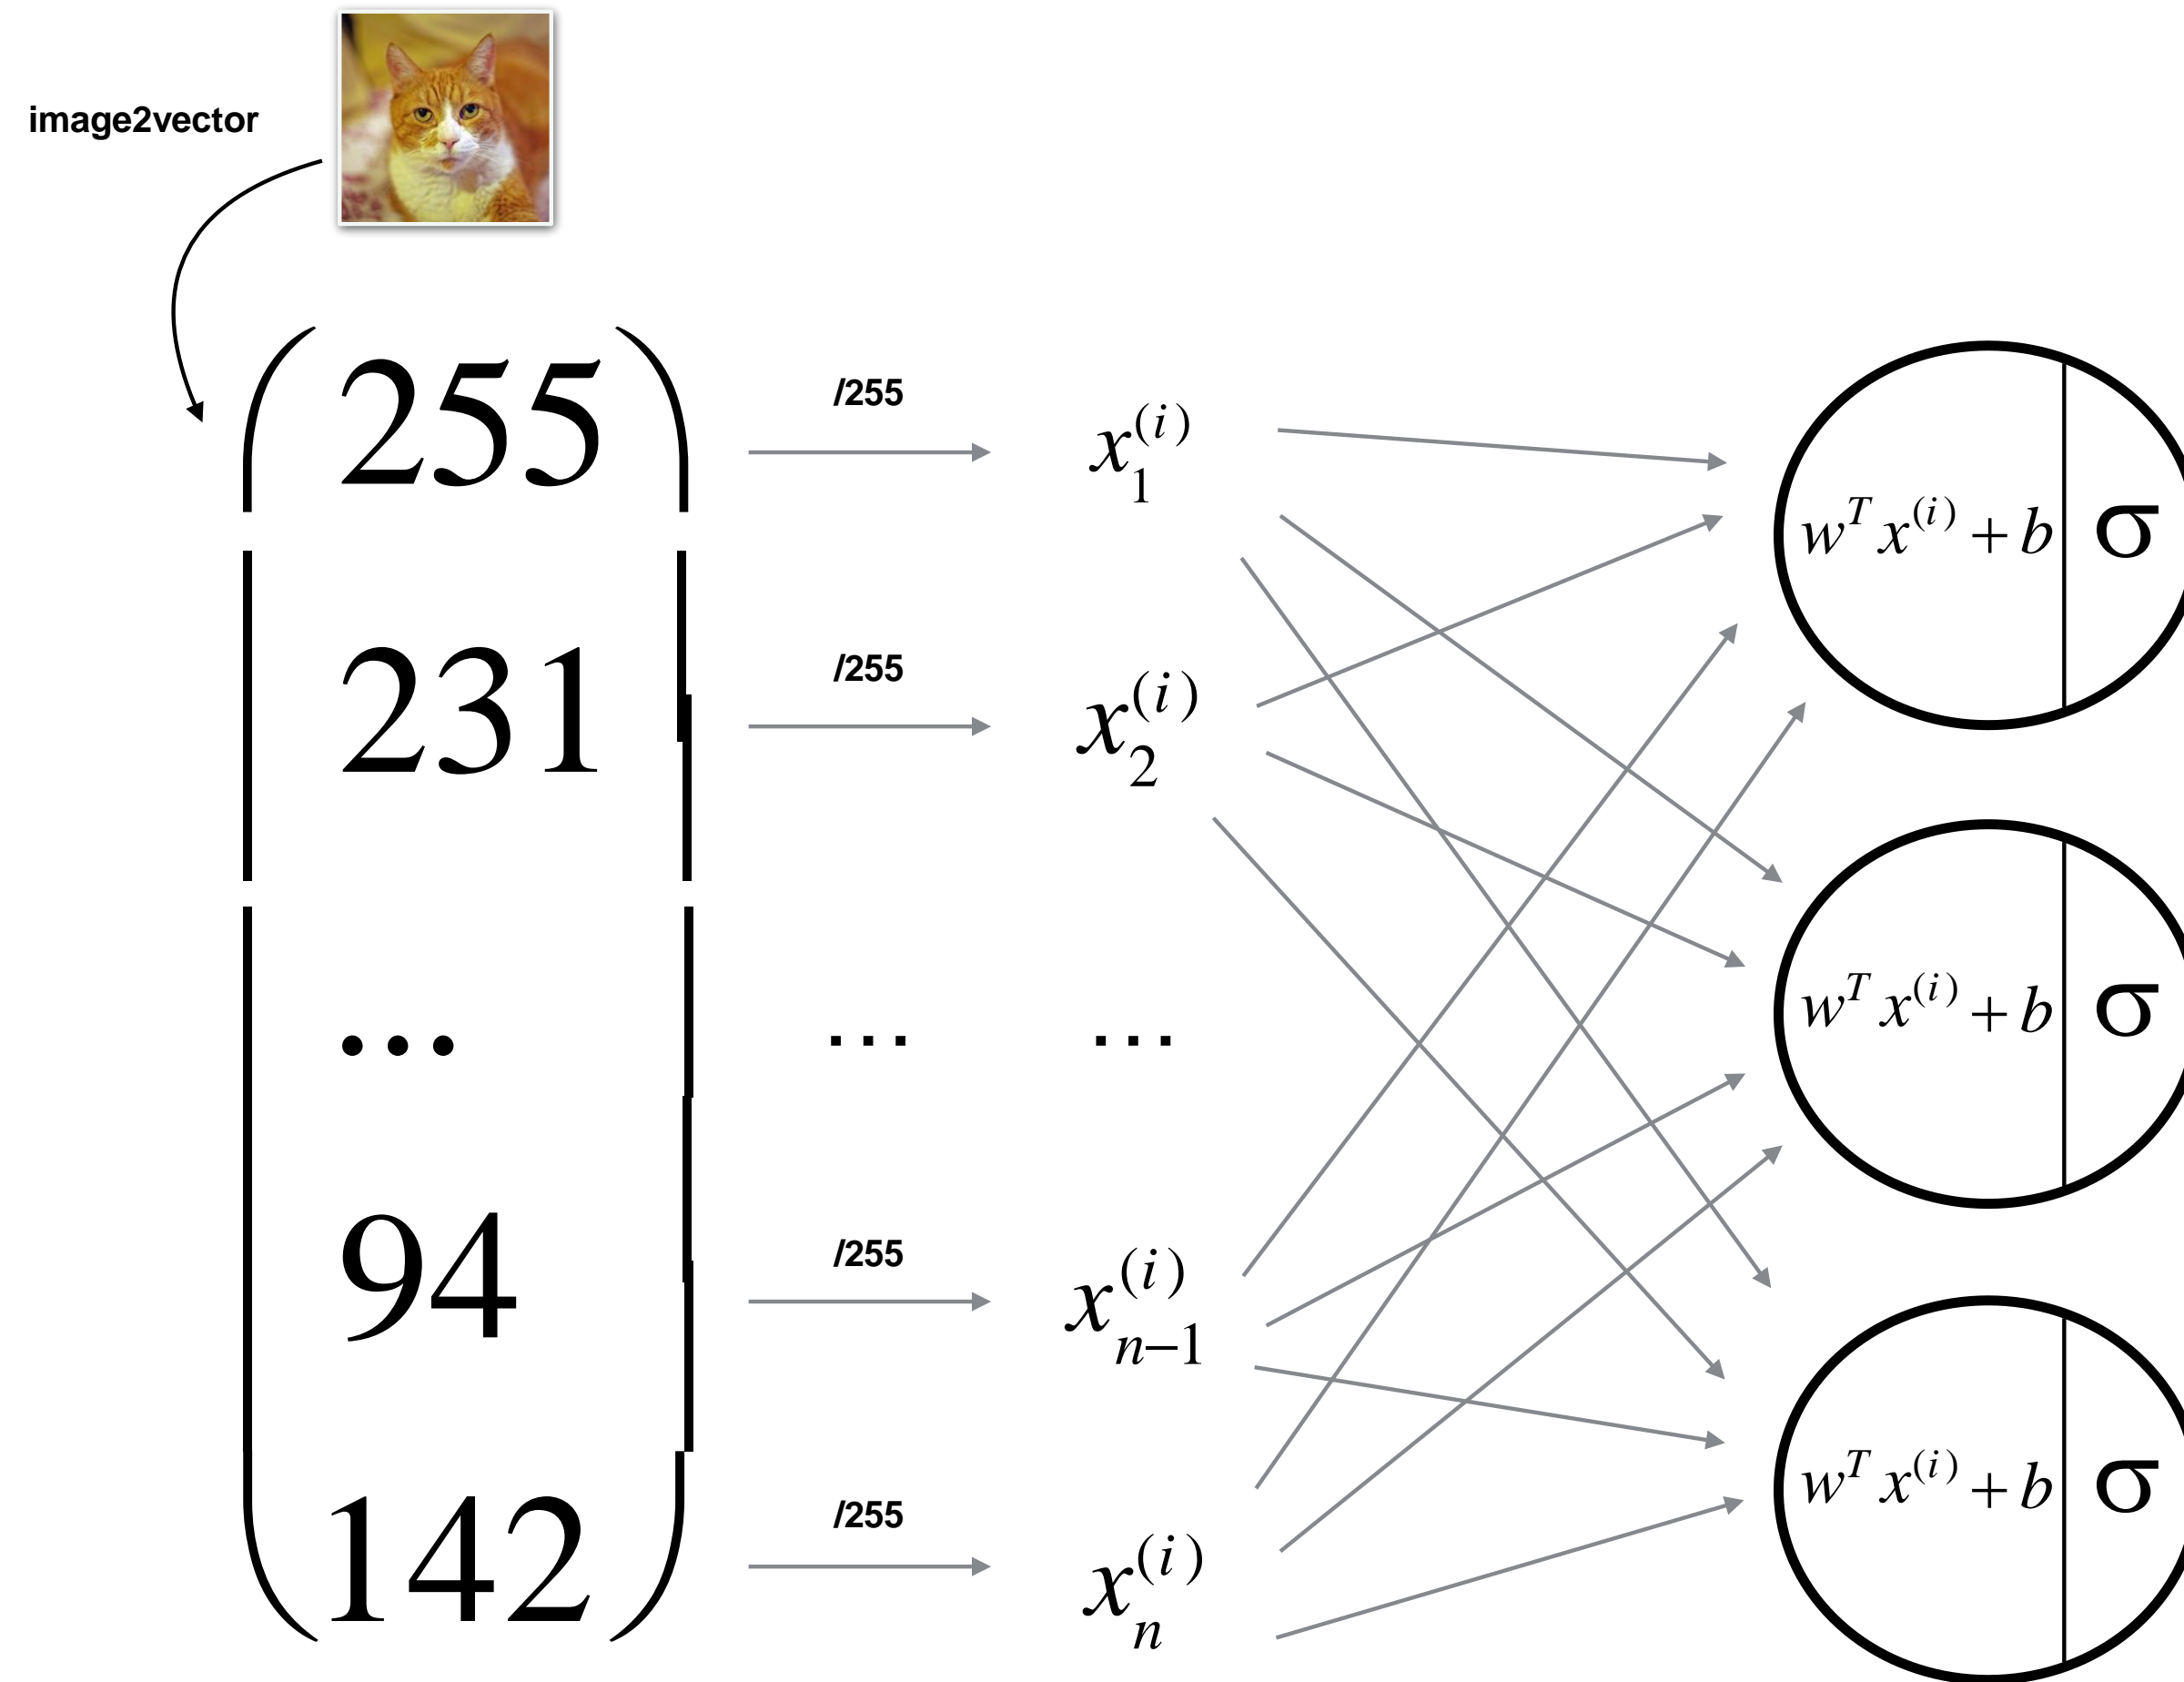 image2vector
255 /255 x_1^{(i)} w^T x^{(i)} + b σ
231 /255 x_2^{(i)}
... ... ... w^T x^{(i)} + b σ
94 /255 x_{n-1}^{(i)}
142 /255 x_n^{(i)} w^T x^{(i)} + b σ